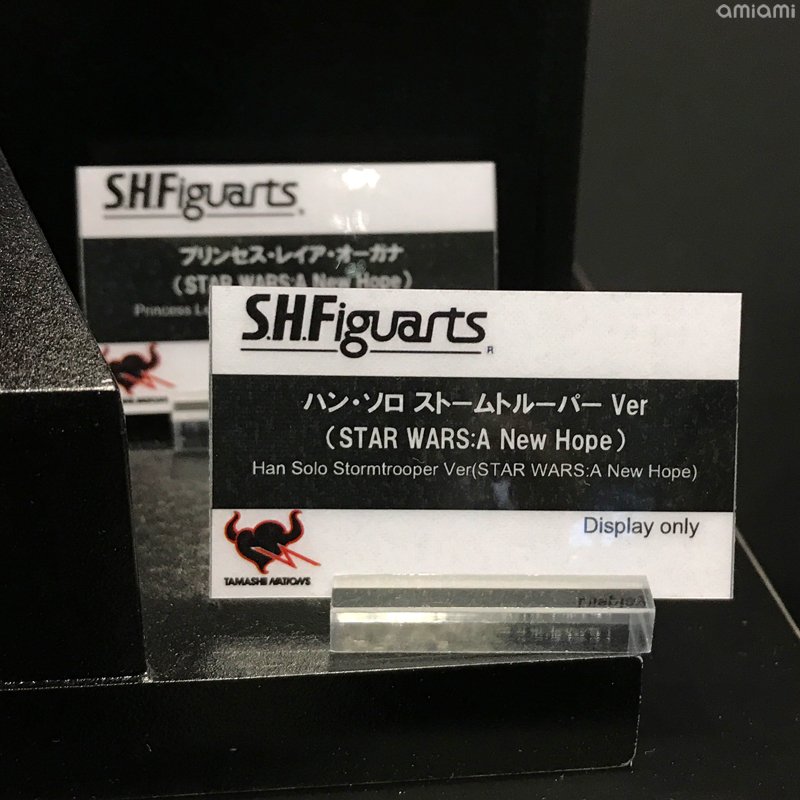 amiami
S.H.Figuarts
プリンセス・レイア・オーガナ
(STAR WARS:A New Hope)
Princess
S.H.Figuarts
R
ハン・ソロ ストームトルーパー Ver
(STAR WARS:A New Hope)
Han Solo Stormtrooper Ver(STAR WARS:A New Hope)
Display only
TAMASHII NATIONS